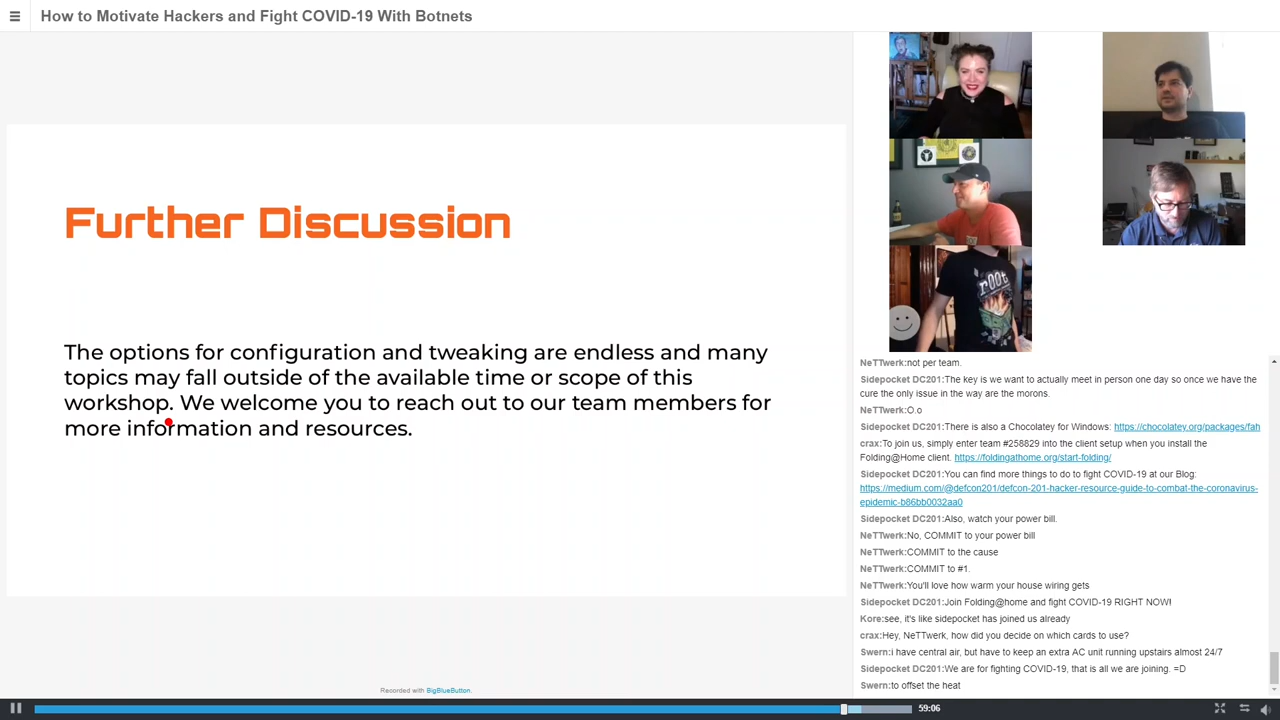 How to Motivate Hackers and Fight COVID-19 With Botnets
Further Discussion
The options for configuration and tweaking are endless and many
topics may fall outside of the available time or scope of this
workshop. We welcome you to reach out to our team members for
more information and resources.
Recorded with BigBlueButton.
root
NeTTwerk:not per team.
Sidepocket DC201:The key is we want to actually meet in person one day so once we have the
cure the only issue in the way are the morons.
NeTTwerk:O.o
Sidepocket DC201:There is also a Chocolatey for Windows: https://chocolatey.org/packages/fah
crax:To join us, simply enter team #258829 into the client setup when you install the
Folding@Home client. https://foldingathome.org/start-folding/
Sidepocket DC201:You can find more things to do to fight COVID-19 at our Blog:
https://medium.com/@defcon201/defcon-201-hacker-resource-guide-to-combat-the-coronavirus-
epidemic-b86bb0032aa0
Sidepocket DC201:Also, watch your power bill.
NeTTwerk:No, COMMIT to your power bill
NeTTwerk:COMMIT to the cause
NeTTwerk:COMMIT to #1.
NeTTwerk:You'll love how warm your house wiring gets
Sidepocket DC201:Join Folding@home and fight COVID-19 RIGHT NOW!
Kore:see, it's like sidepocket has joined us already
crax:Hey, NeTTwerk, how did you decide on which cards to use?
Swern:i have central air, but have to keep an extra AC unit running upstairs almost 24/7
Sidepocket DC201:We are for fighting COVID-19, that is all we are joining. =D
Swern:to offset the heat
59:06